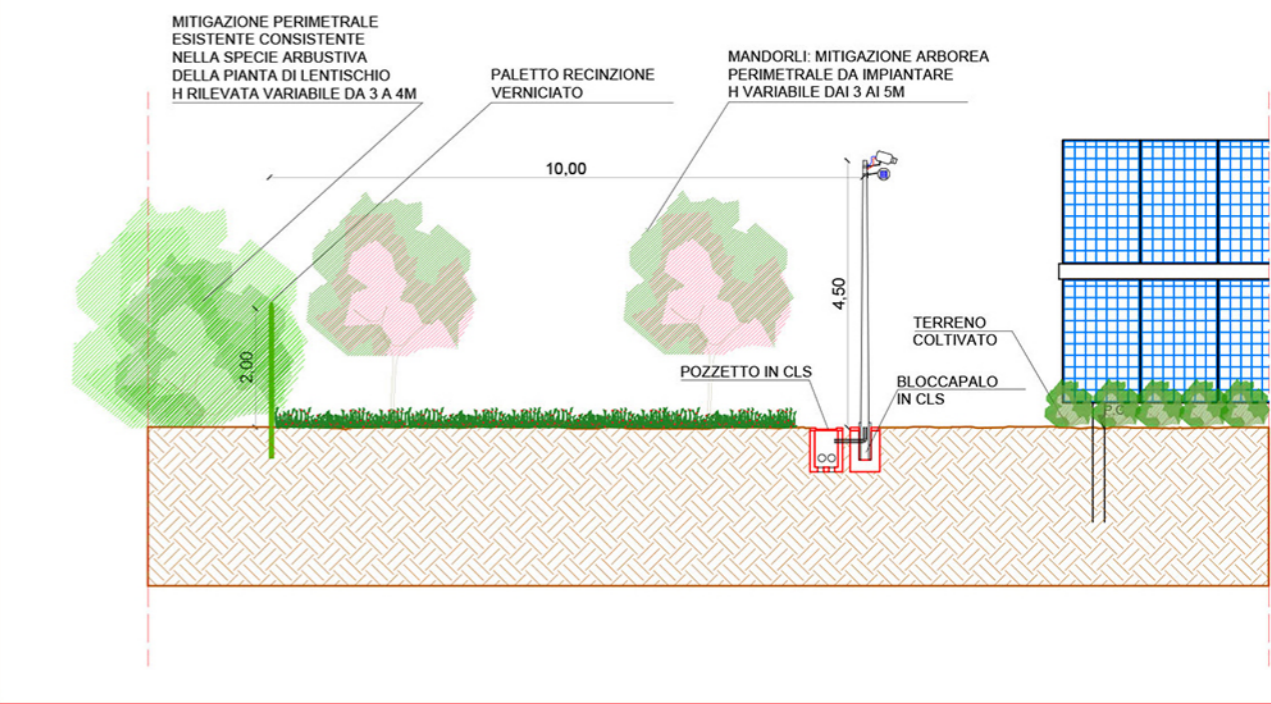 MITIGAZIONE PERIMETRALE
ESISTENTE CONSISTENTE
NELLA SPECIE ARBUSTIVA
DELLA PIANTA DI LENTISCHIO
H RILEVATA VARIABILE DA 3 A 4M
PALETTO RECINZIONE
VERNICIATO
MANDORLI: MITIGAZIONE ARBOREA
PERIMETRALE DA IMPIANTARE
H VARIABILE DAI 3 AI 5M
10,00
4,50
2,00
TERRENO
COLTIVATO
POZZETTO IN CLS
BLOCCAPALO
IN CLS